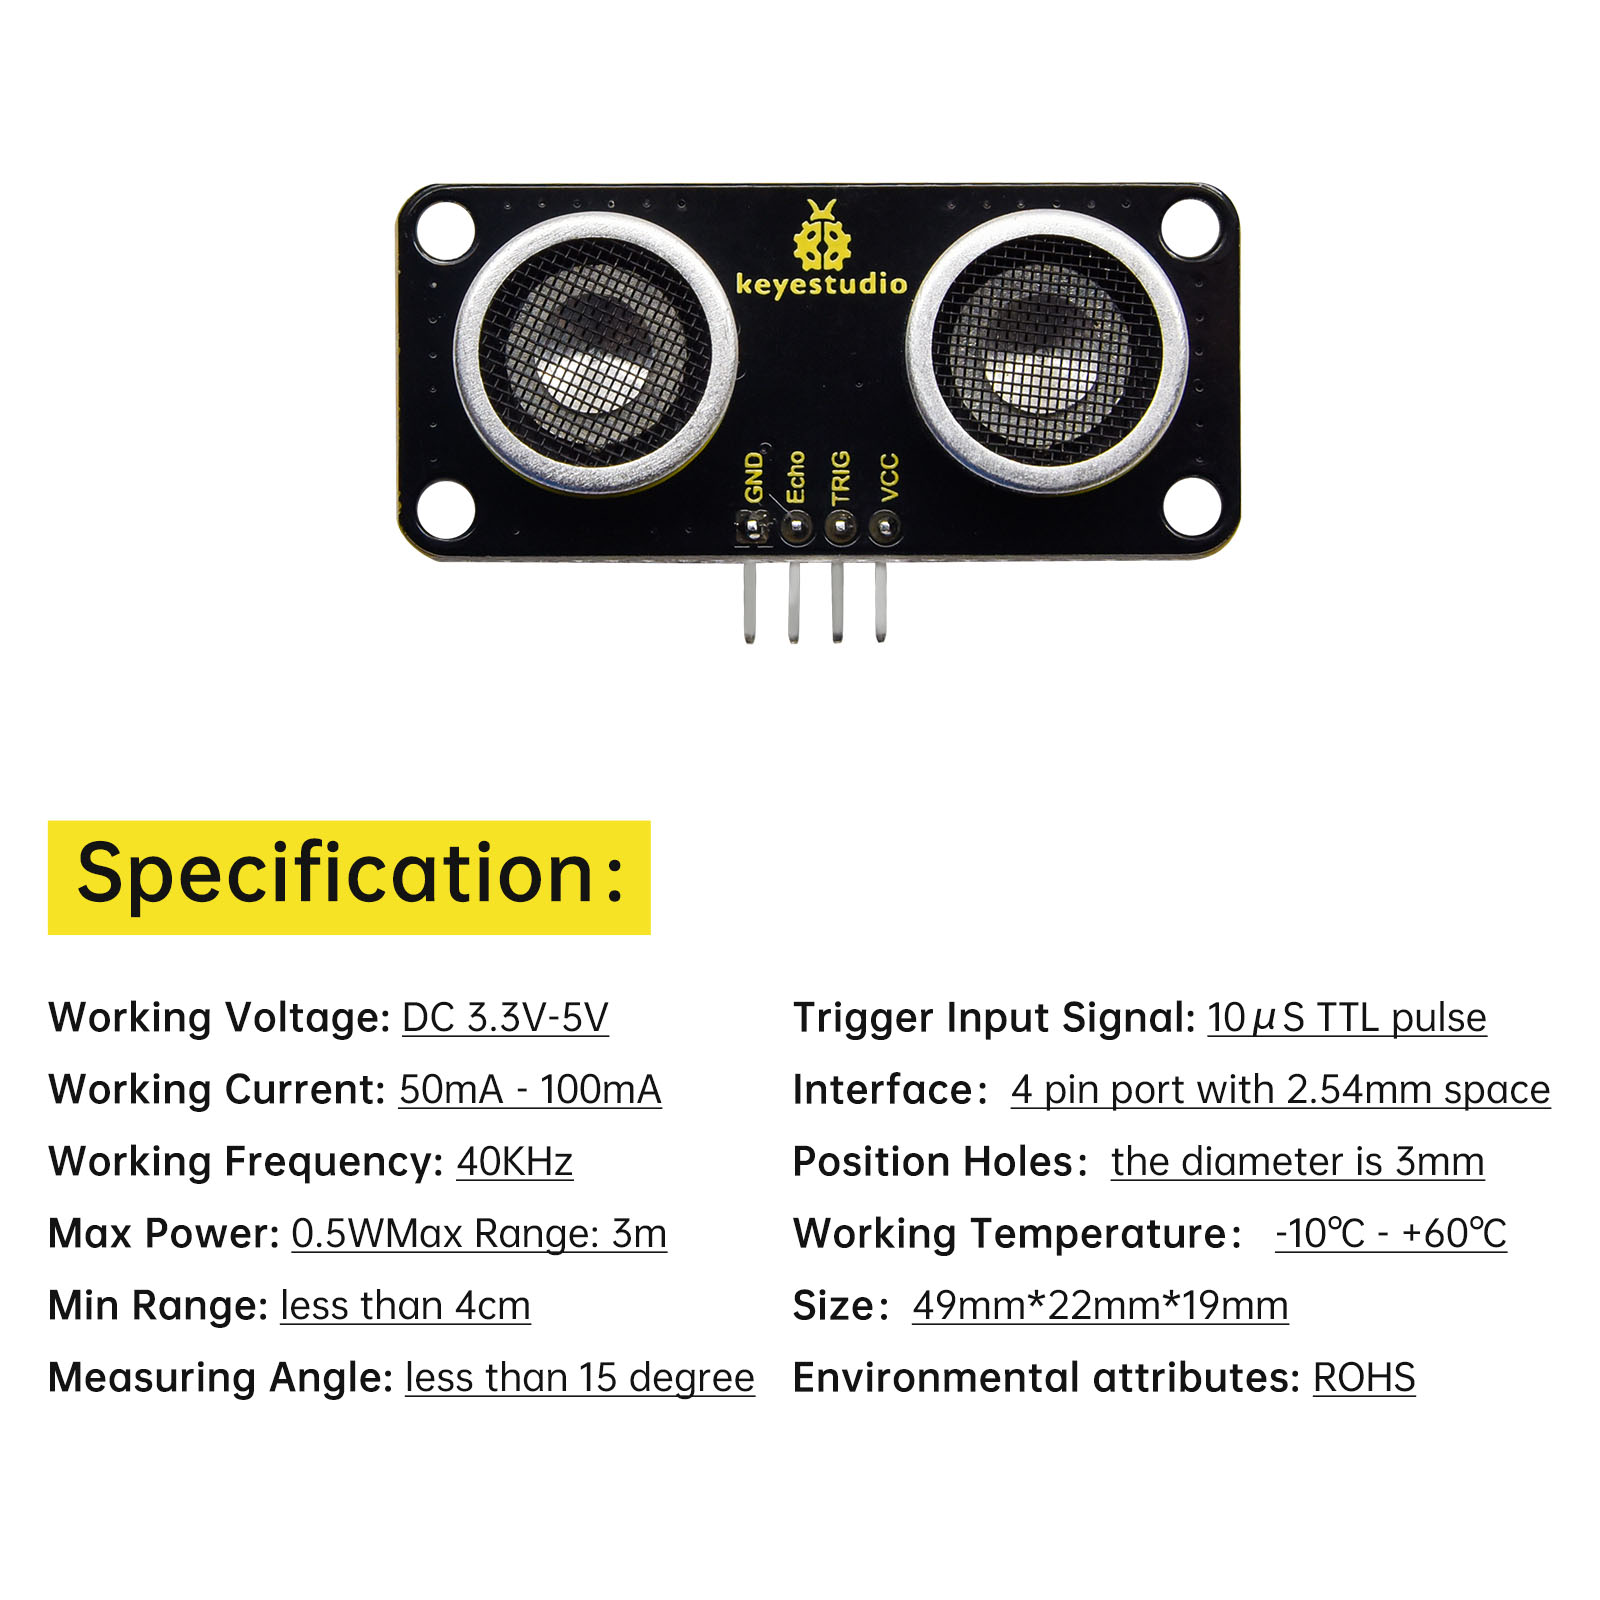 keyestudio
GND
Echo
TRIG
VCC
Specification:
Working Voltage: DC 3.3V-5V
Working Current: 50mA - 100mA
Working Frequency: 40KHz
Max Power: 0.5WMax Range: 3m
Min Range: less than 4cm
Measuring Angle: less than 15 degree
Trigger Input Signal: 10μS TTL pulse
Interface: 4 pin port with 2.54mm space
Position Holes: the diameter is 3mm
Working Temperature: -10℃ - +60℃
Size: 49mm*22mm*19mm
Environmental attributes: ROHS